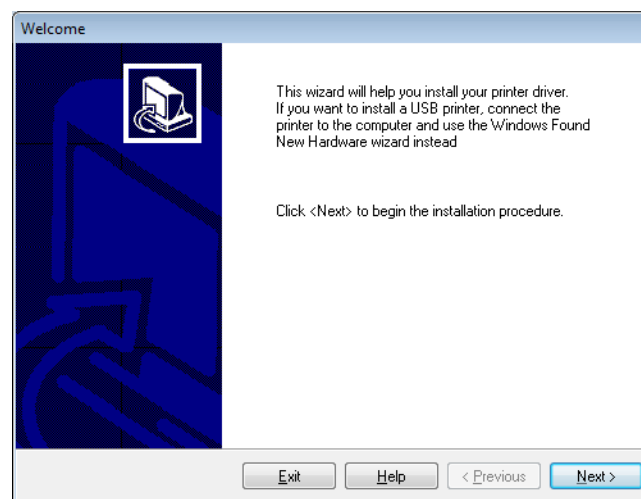 Welcome
This wizard will help you install your printer driver.
If you want to install a USB printer, connect the
printer to the computer and use the Windows Found
New Hardware wizard instead
Click <Next> to begin the installation procedure.
Exit
Help
< Previous
Next >